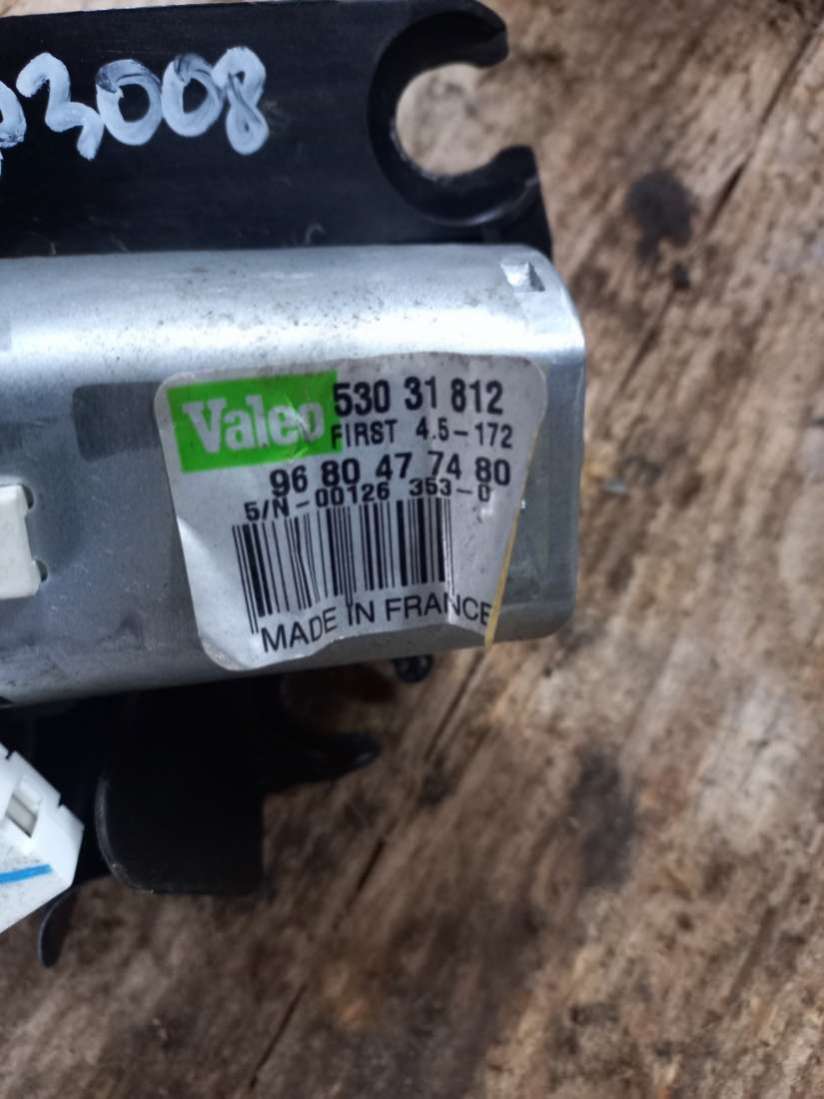 3008
Valeo
530 31 812
FIRST 4.5-172
96 80 47 74 80
S/N-00126 353-0
MADE IN FRANCE